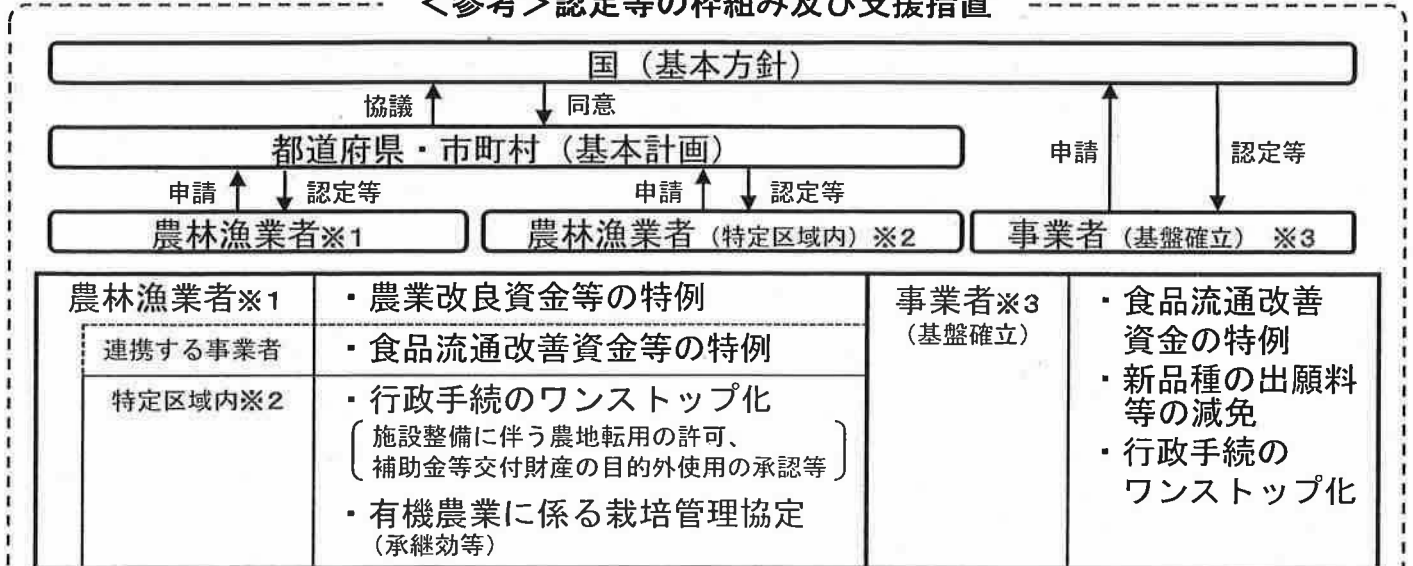 ＜参考＞認定等の枠組み及び支援措置
国（基本方針）
協議 同意
都道府県・市町村（基本計画）
申請 認定等
申請 認定等
申請 認定等
農林漁業者※1
農林漁業者（特定区域内）※2
事業者（基盤確立）※3
農林漁業者※1
・農業改良資金等の特例
連携する事業者
・食品流通改善資金等の特例
特定区域内※2
・行政手続のワンストップ化
施設整備に伴う農地転用の許可、
補助金等交付財産の目的外使用の承認等
・有機農業に係る栽培管理協定
（承継効等）
事業者※3
（基盤確立）
・食品流通改善
資金の特例
・新品種の出願料
等の減免
・行政手続の
ワンストップ化